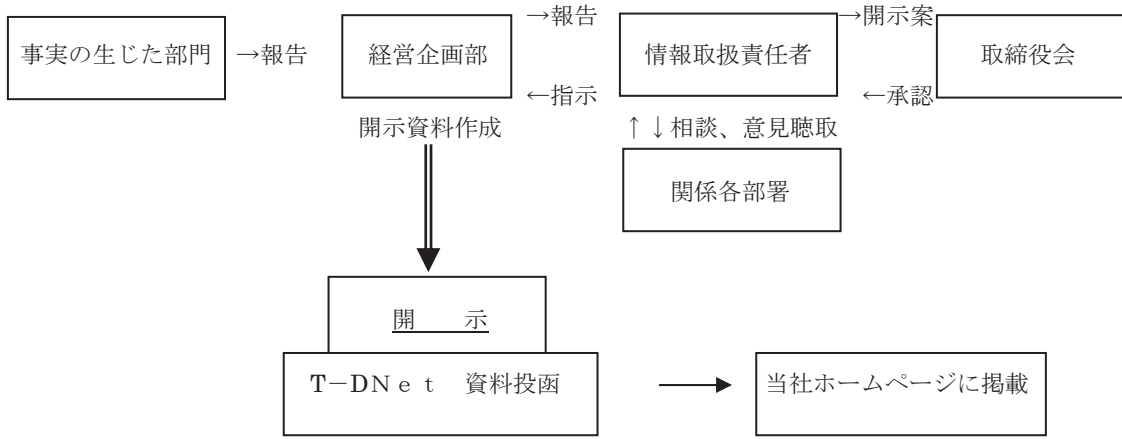 →報告
→開示案
事実の生じた部門
→報告
経営企画部
情報取扱責任者
取締役会
←指示
←承認
開示資料作成
↑↓相談、意見聴取
関係各部署
開　示
T－DＮｅｔ　資料投函
当社ホームページに掲載